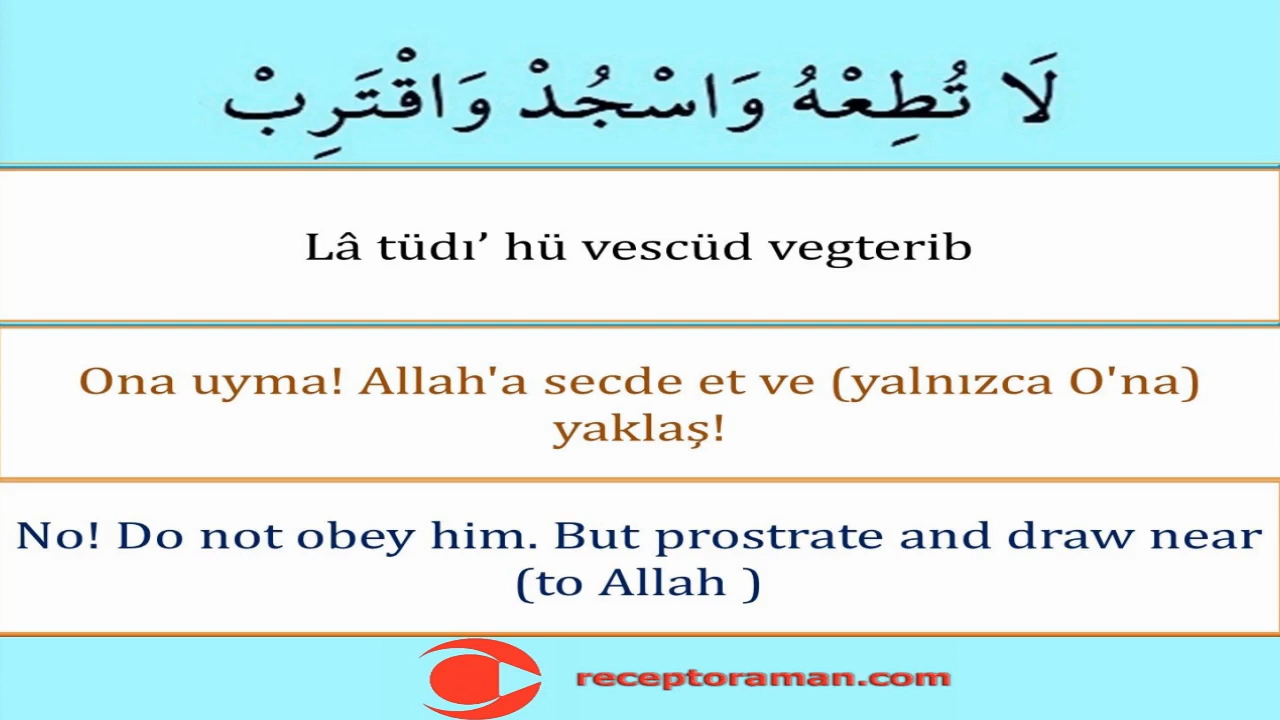 لَا تُطِعْهُ وَاسْجُدْ وَاقْتَرِبْ
Lâ tüdı’ hü vescüd vegterib
Ona uyma! Allah'a secde et ve (yalnızca O'na)
yaklaş!
No! Do not obey him. But prostrate and draw near
(to Allah )
receptoraman.com